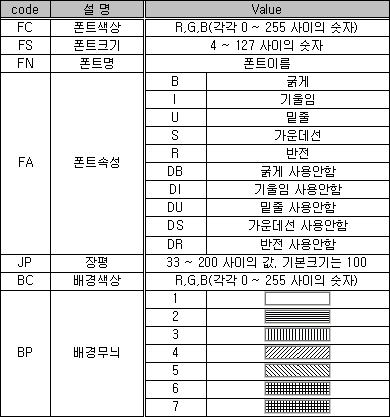 code 설 명 Value
FC 폰트색상 R,G,B(각각 0 ~ 255 사이의 숫자)
FS 폰트크기 4 ~ 127 사이의 숫자
FN 폰트명 폰트이름
FA 폰트속성
B 굵게
I 기울임
U 밑줄
S 가운데선
R 반전
DB 굵게 사용안함
DI 기울임 사용안함
DU 밑줄 사용안함
DS 가운데선 사용안함
DR 반전 사용안함
JP 장평 33 ~ 200 사이의 값, 기본크기는 100
BC 배경색상 R,G,B(각각 0 ~ 255 사이의 숫자)
BP 배경무늬
1
2
3
4
5
6
7